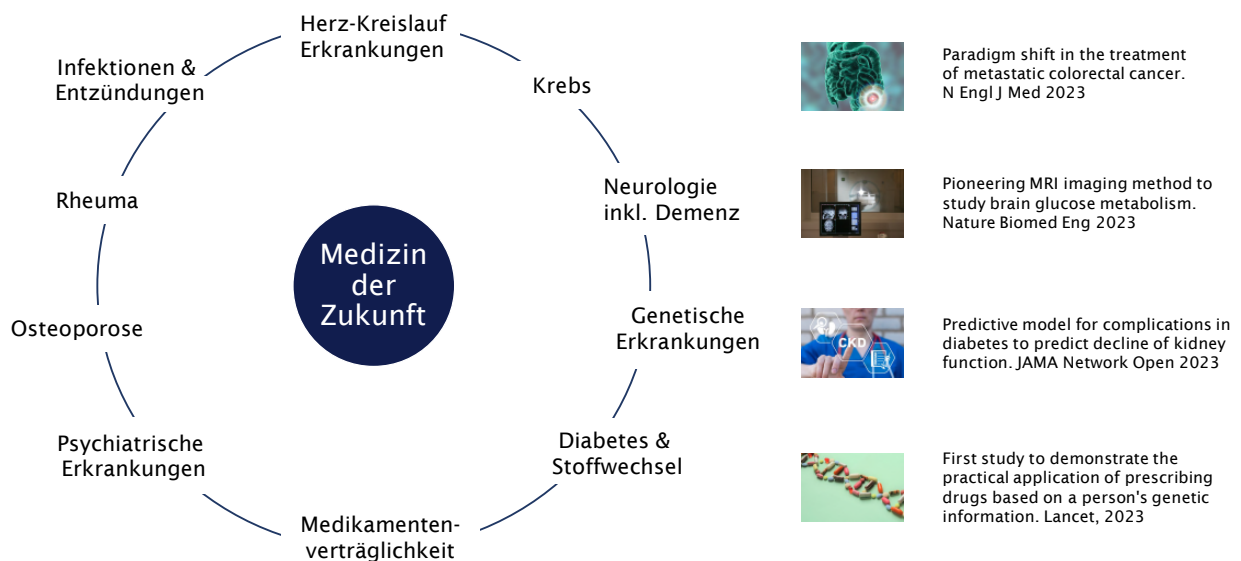 Herz-Kreislauf
Erkrankungen
Krebs
Neurologie
inkl. Demenz
Genetische
Erkrankungen
Diabetes &
Stoffwechsel
Medikamenten-
verträglichkeit
Psychiatrische
Erkrankungen
Osteoporose
Rheuma
Infektionen &
Entzündungen
Medizin
der
Zukunft
Paradigm shift in the treatment
of metastatic colorectal cancer.
N Engl J Med 2023
Pioneering MRI imaging method to
study brain glucose metabolism.
Nature Biomed Eng 2023
CKD
Predictive model for complications in
diabetes to predict decline of kidney
function. JAMA Network Open 2023
First study to demonstrate the
practical application of prescribing
drugs based on a person's genetic
information. Lancet, 2023